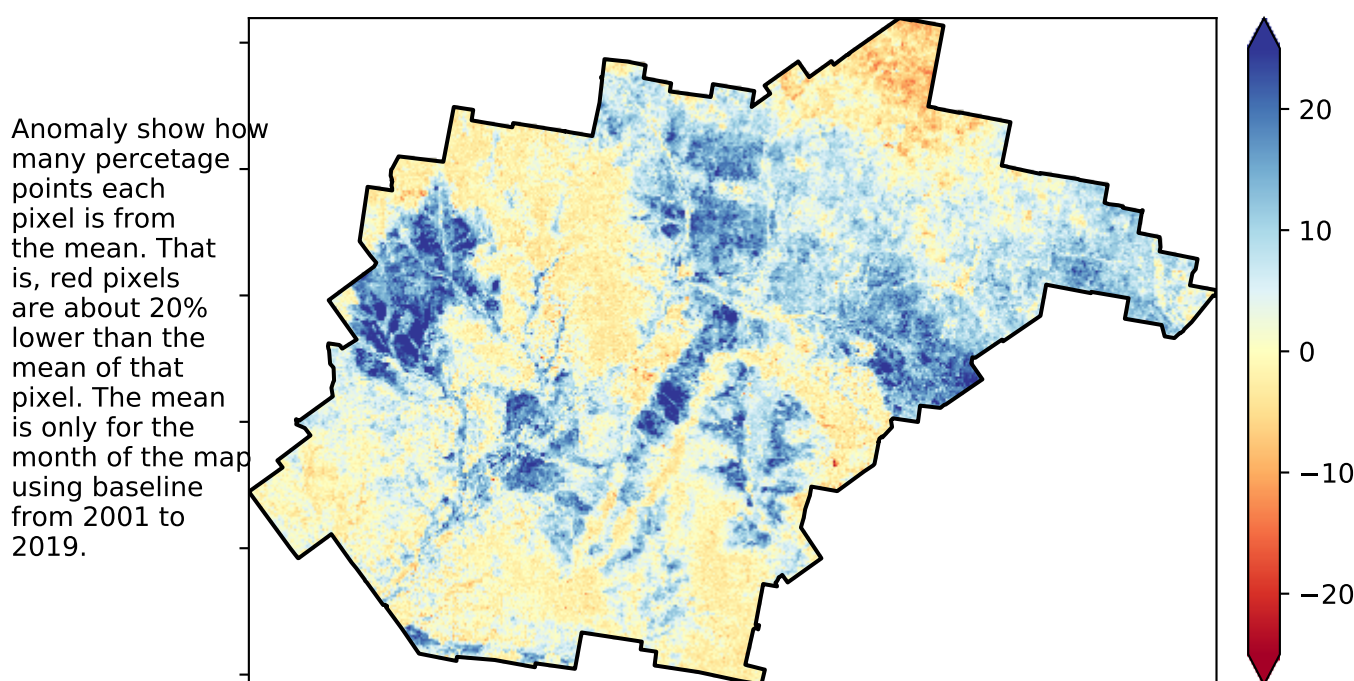 Anomaly show how
many percetage
points each
pixel is from
the mean. That
is, red pixels
are about 20%
lower than the
mean of that
pixel. The mean
is only for the
month of the map
using baseline
from 2001 to
2019.
20
10
0
−10
−20